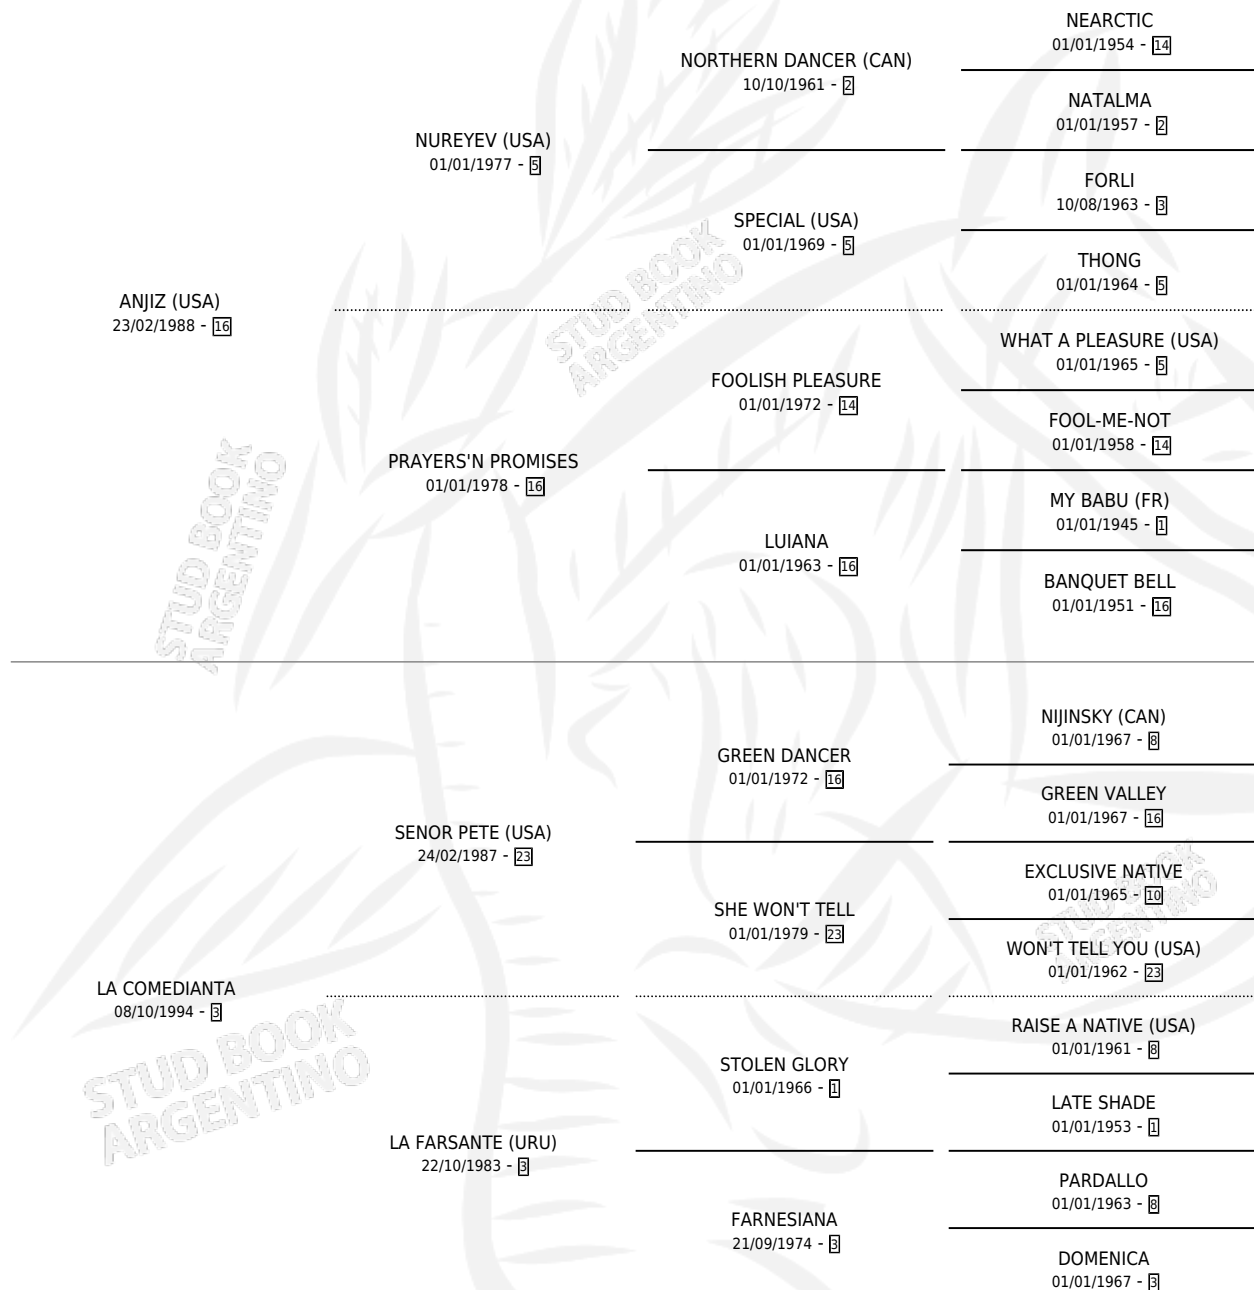 NEARCTIC
01/01/1954 - 14
NORTHERN DANCER (CAN)
10/10/1961 - 2
NATALMA
01/01/1957 - 2
NUREYEV (USA)
01/01/1977 - 5
FORLI
10/08/1963 - 3
SPECIAL (USA)
01/01/1969 - 5
THONG
01/01/1964 - 5
ANJIZ (USA)
23/02/1988 - 16
WHAT A PLEASURE (USA)
01/01/1965 - 5
FOOLISH PLEASURE
01/01/1972 - 14
FOOL-ME-NOT
01/01/1958 - 14
PRAYERS'N PROMISES
01/01/1978 - 16
MY BABU (FR)
01/01/1945 - 1
LUIANA
01/01/1963 - 16
BANQUET BELL
01/01/1951 - 16
NIJINSKY (CAN)
01/01/1967 - 8
GREEN DANCER
01/01/1972 - 16
GREEN VALLEY
01/01/1967 - 16
SENOR PETE (USA)
24/02/1987 - 23
EXCLUSIVE NATIVE
01/01/1965 - 10
SHE WON'T TELL
01/01/1979 - 23
WON'T TELL YOU (USA)
01/01/1962 - 23
LA COMEDIANTA
08/10/1994 - 3
RAISE A NATIVE (USA)
01/01/1961 - 8
STOLEN GLORY
01/01/1966 - 1
LATE SHADE
01/01/1953 - 1
LA FARSANTE (URU)
22/10/1983 - 3
PARDALLO
01/01/1963 - 8
FARNESIANA
21/09/1974 - 3
DOMENICA
01/01/1967 - 3
STUD BOOK
ARGENTINO
STUD BOOK
ARGENTINO
STUD BOOK
ARGENTINO
STUD BOOK
ARGENTINO